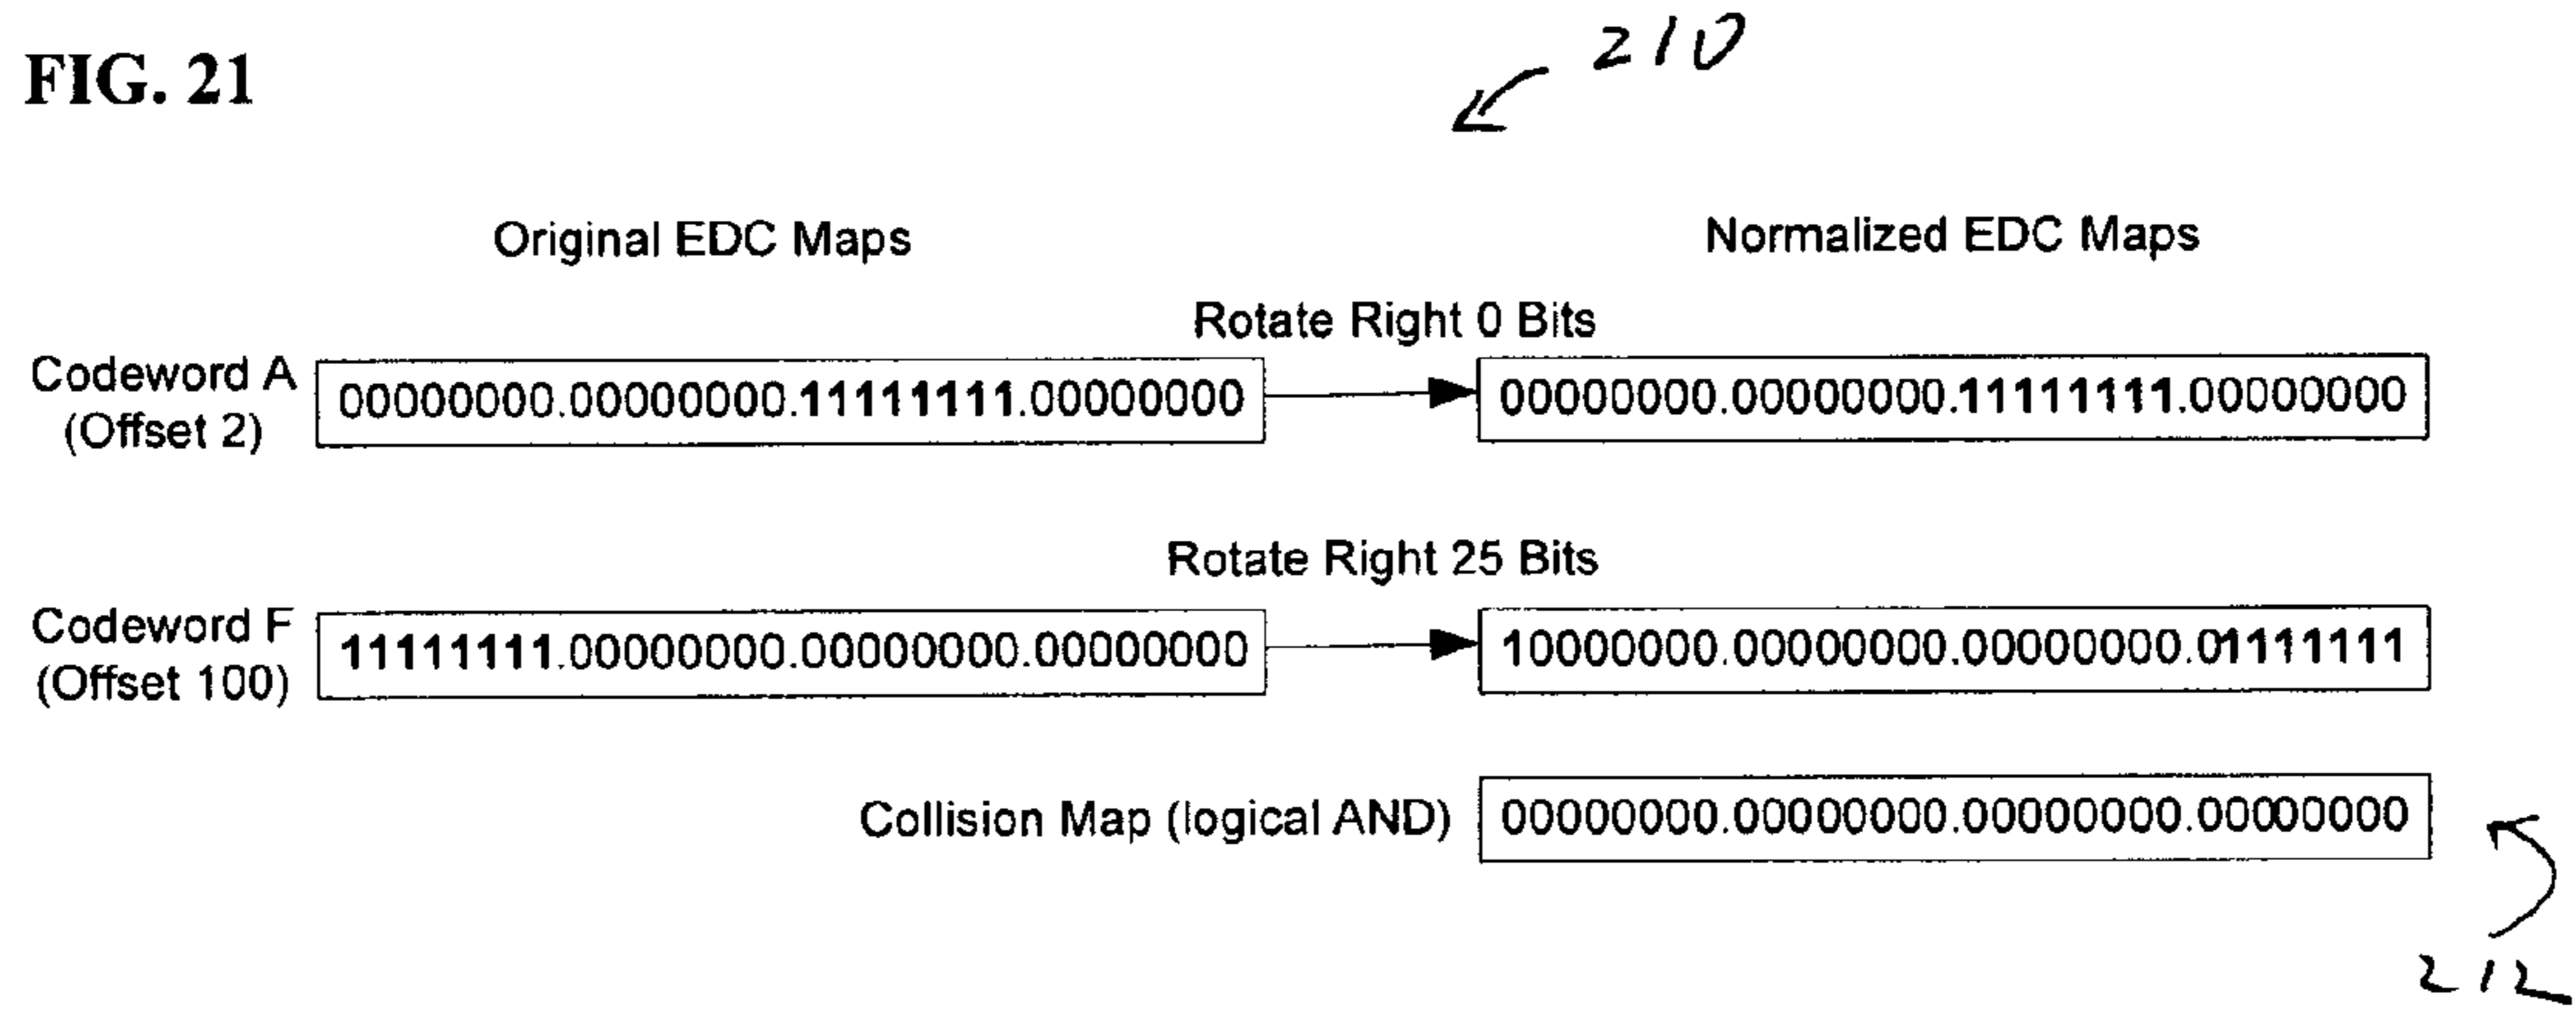 FIG. 21
210
Original EDC Maps
Normalized EDC Maps
Rotate Right 0 Bits
Codeword A
(Offset 2)
00000000.00000000.11111111.00000000
00000000.00000000.11111111.00000000
Rotate Right 25 Bits
Codeword F
(Offset 100)
11111111.00000000.00000000.00000000
10000000.00000000.00000000.01111111
Collision Map (logical AND)
00000000.00000000.00000000.00000000
212